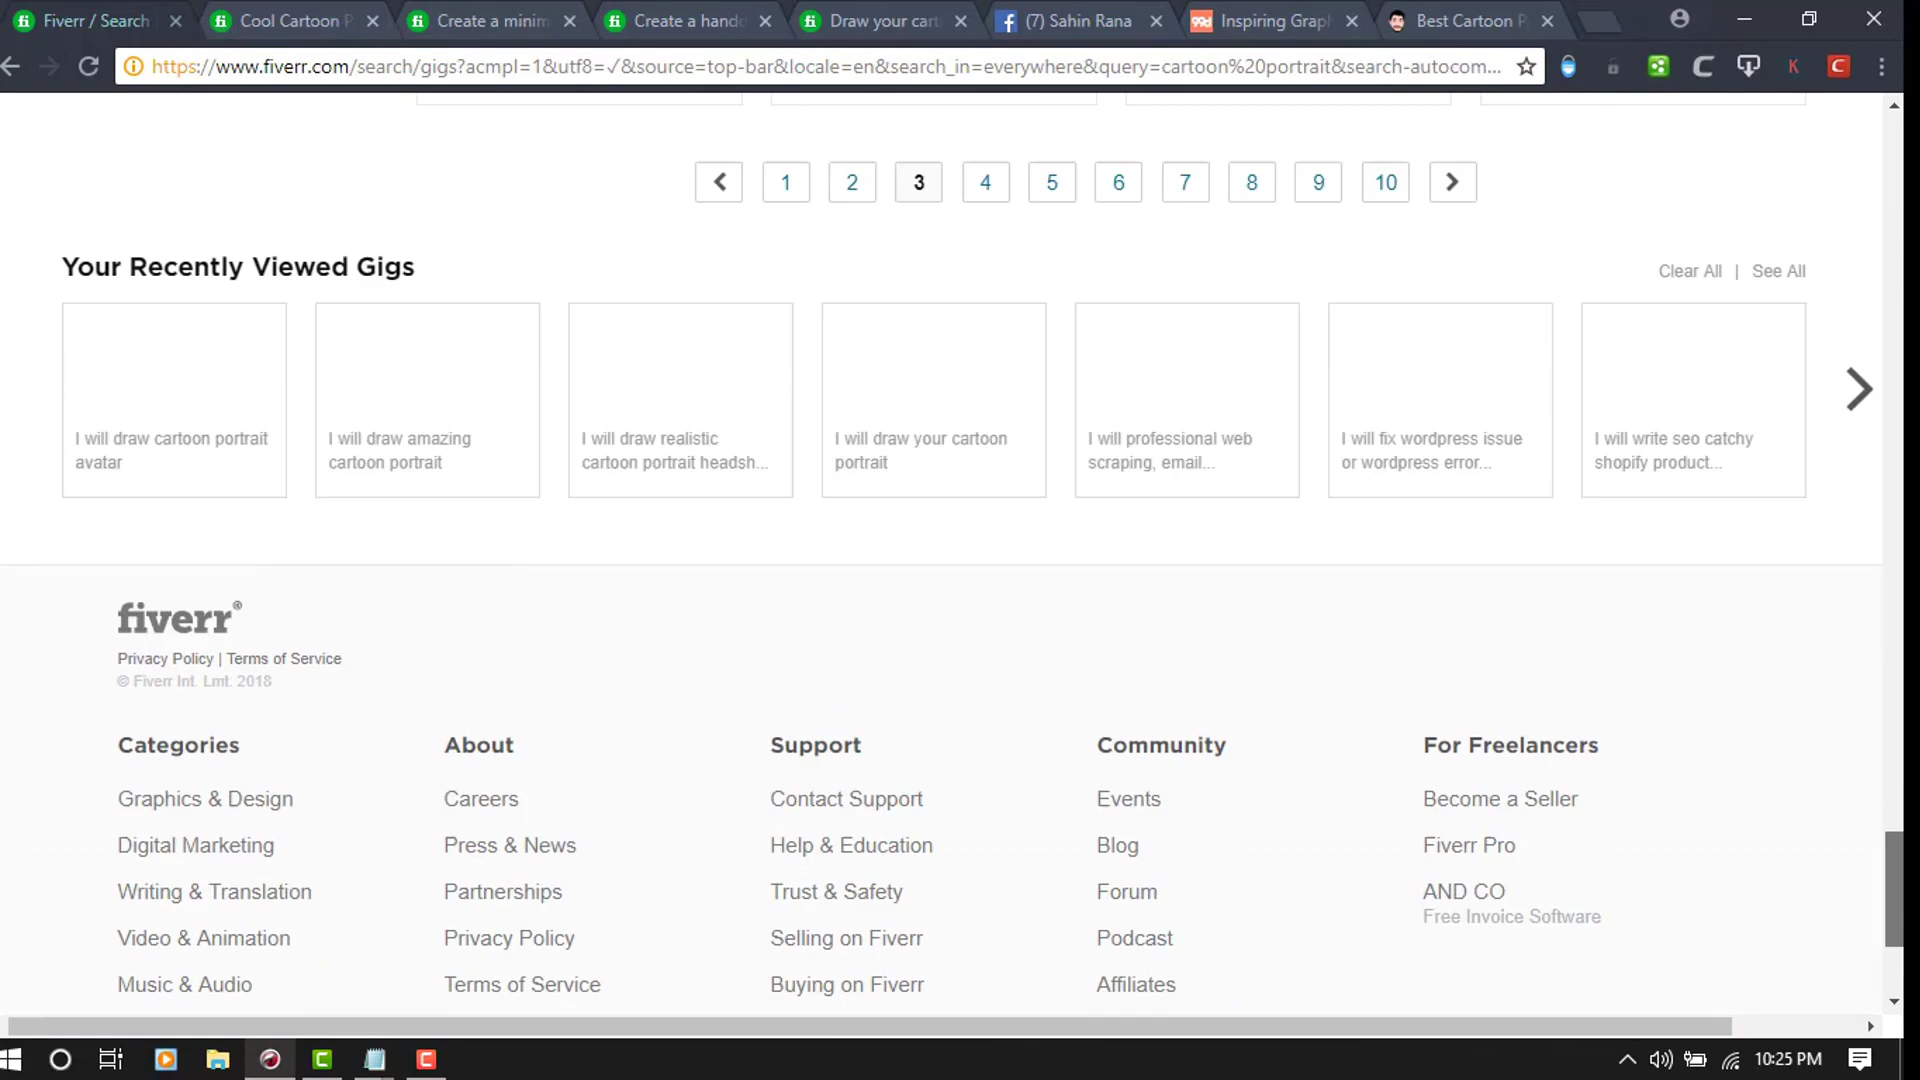 Fiverr / Search
Cool Cartoon P
Create a minim
Create a hand
Draw your cart
(7) Sahin Rana
Inspiring Grap
Best Cartoon P
https://www.fiverr.com/search/gigs?acmpl=1&utf8=✓&source=top-bar&locale=en&search_in=everywhere&query=cartoon%20portrait&search-autocom...
1 2 3 4 5 6 7 8 9 10
Your Recently Viewed Gigs
Clear All | See All
I will draw cartoon portrait
avatar
I will draw amazing
cartoon portrait
I will draw realistic
cartoon portrait headsh...
I will draw your cartoon
portrait
I will professional web
scraping, email...
I will fix wordpress issue
or wordpress error...
I will write seo catchy
shopify product...
fiverr®
Privacy Policy | Terms of Service
© Fiverr Int. Lmt. 2018
Categories
Graphics & Design
Digital Marketing
Writing & Translation
Video & Animation
Music & Audio
About
Careers
Press & News
Partnerships
Privacy Policy
Terms of Service
Support
Contact Support
Help & Education
Trust & Safety
Selling on Fiverr
Buying on Fiverr
Community
Events
Blog
Forum
Podcast
Affiliates
For Freelancers
Become a Seller
Fiverr Pro
AND CO
Free Invoice Software
10:25 PM